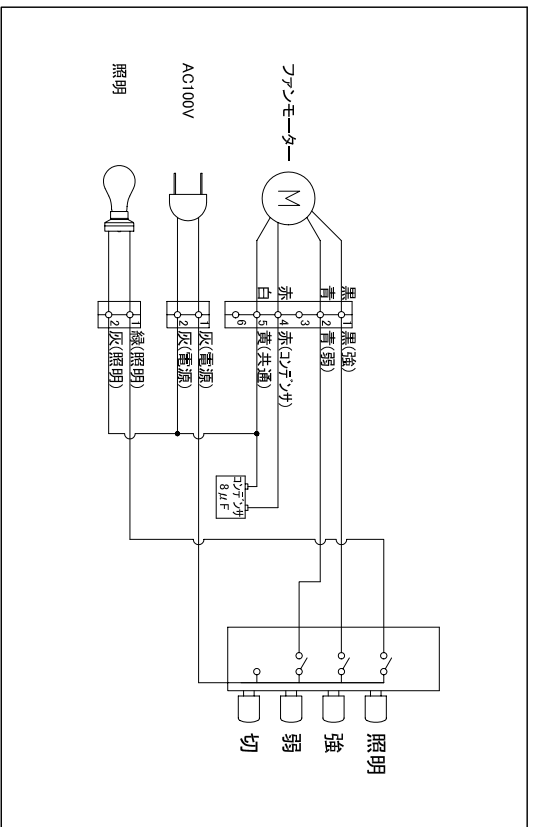 ファンモーター
M
黒 1 黒(強)
青 2 青(弱)
3
赤 4 赤(コンデンサ)
白 5 黄(共通)
6
コンデンサ
8μF
AC100V
1 灰(電源)
2 灰(電源)
照明
1 緑(照明)
2 灰(照明)
照明
強
弱
切